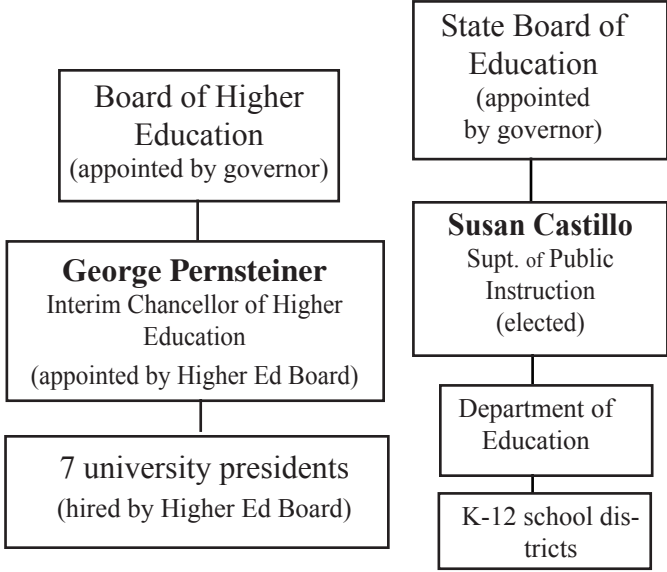 Board of Higher
Education
(appointed by governor)
George Pernsteiner
Interim Chancellor of Higher
Education
(appointed by Higher Ed Board)
7 university presidents
(hired by Higher Ed Board)
State Board of
Education
(appointed
by governor)
Susan Castillo
Supt. of Public
Instruction
(elected)
Department of
Education
K-12 school dis-
tricts